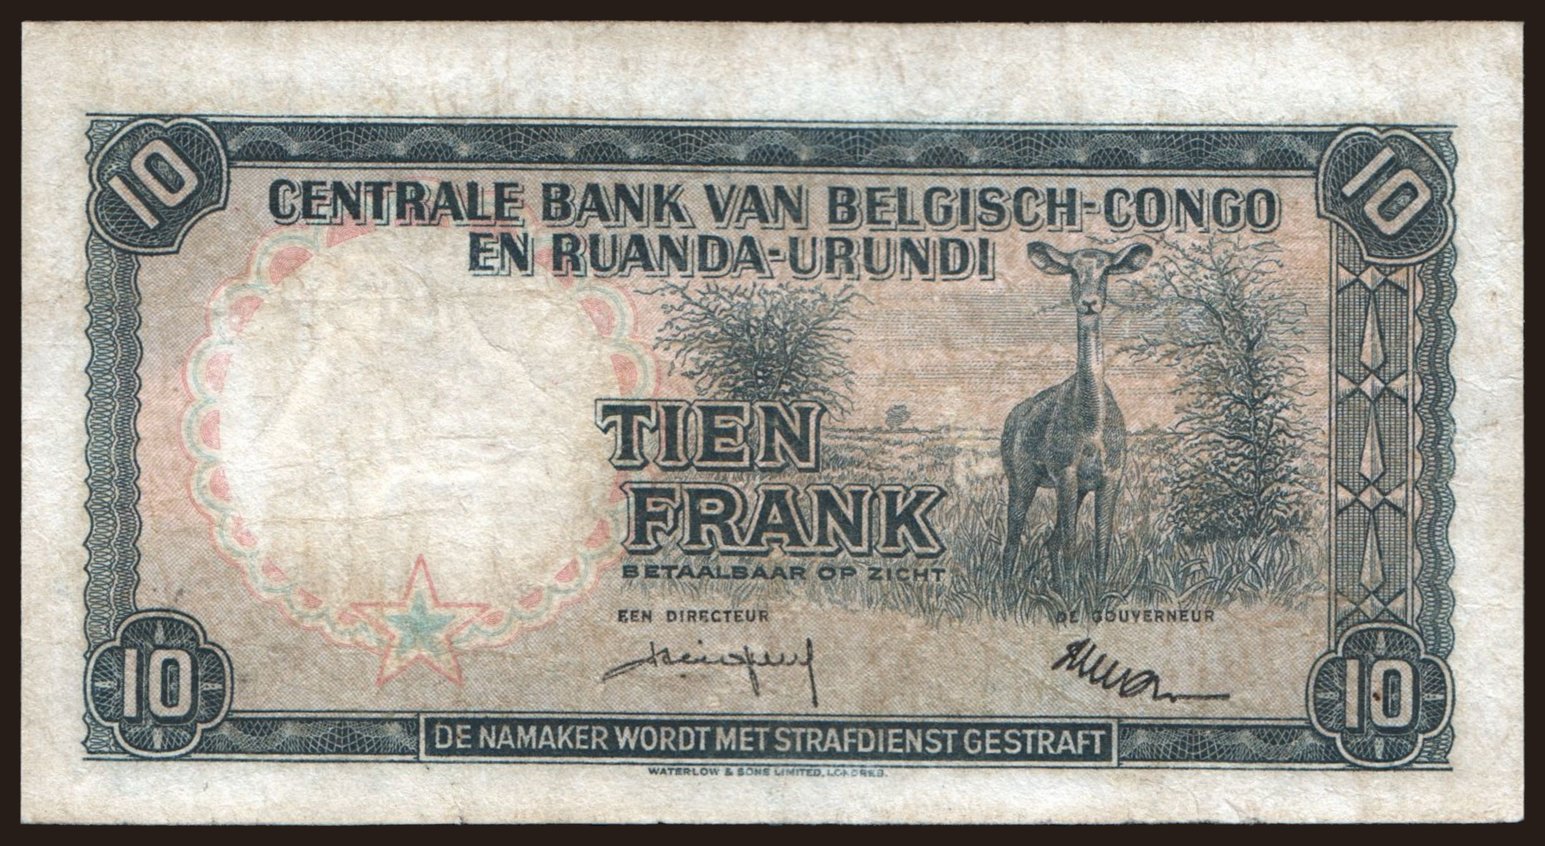 10 10
CENTRALE BANK VAN BELGISCH-CONGO
EN RUANDA-URUNDI
TIEN
FRANK
BETAALBAAR OP ZICHT
EEN DIRECTEUR DE GOUVERNEUR
10 10
DE NAMAKER WORDT MET STRAFDIENST GESTRAFT
WATERLOW & SONS LIMITED, LONDRES.